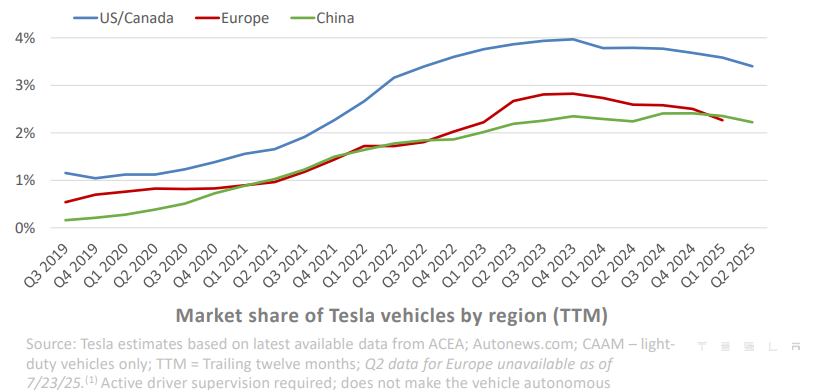 US/Canada Europe China
4%
3%
2%
1%
0%
Q3 2019 Q4 2019 Q1 2020 Q2 2020 Q3 2020 Q4 2020 Q1 2021 Q2 2021 Q3 2021 Q4 2021 Q1 2022 Q2 2022 Q3 2022 Q4 2022 Q1 2023 Q2 2023 Q3 2023 Q4 2023 Q1 2024 Q2 2024 Q3 2024 Q4 2024 Q1 2025 Q2 2025
Market share of Tesla vehicles by region (TTM)
Source: Tesla estimates based on latest available data from ACEA; Autonews.com; CAAM – light-
duty vehicles only; TTM = Trailing twelve months; Q2 data for Europe unavailable as of
7/23/25.(1) Active driver supervision required; does not make the vehicle autonomous